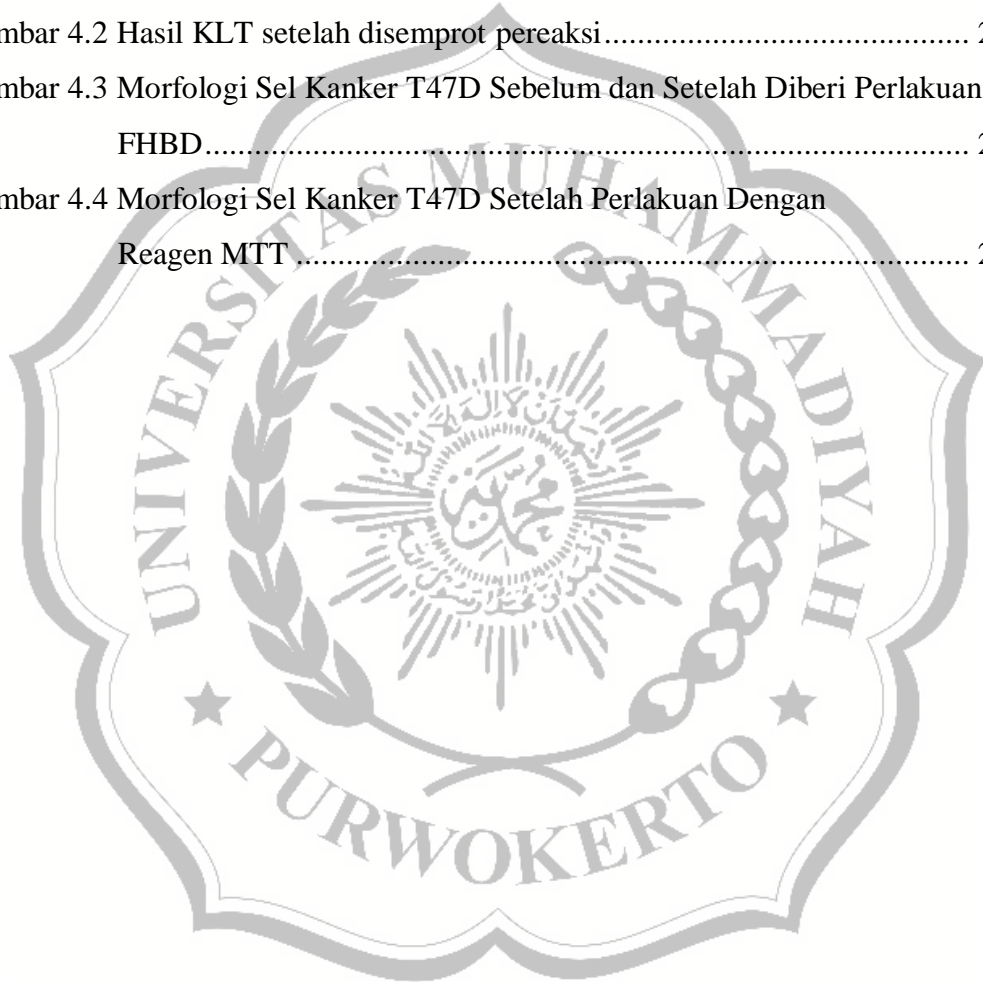 mbar 4.2 Hasil KLT setelah disemprot pereaksi............................................. 2
mbar 4.3 Morfologi Sel Kanker T47D Sebelum dan Setelah Diberi Perlakuan
FHBD............................................................................................. 2
mbar 4.4 Morfologi Sel Kanker T47D Setelah Perlakuan Dengan
Reagen MTT .................................................................................. 2
UNIVERSITAS MUHAMMADIYAH
PURWOKERTO